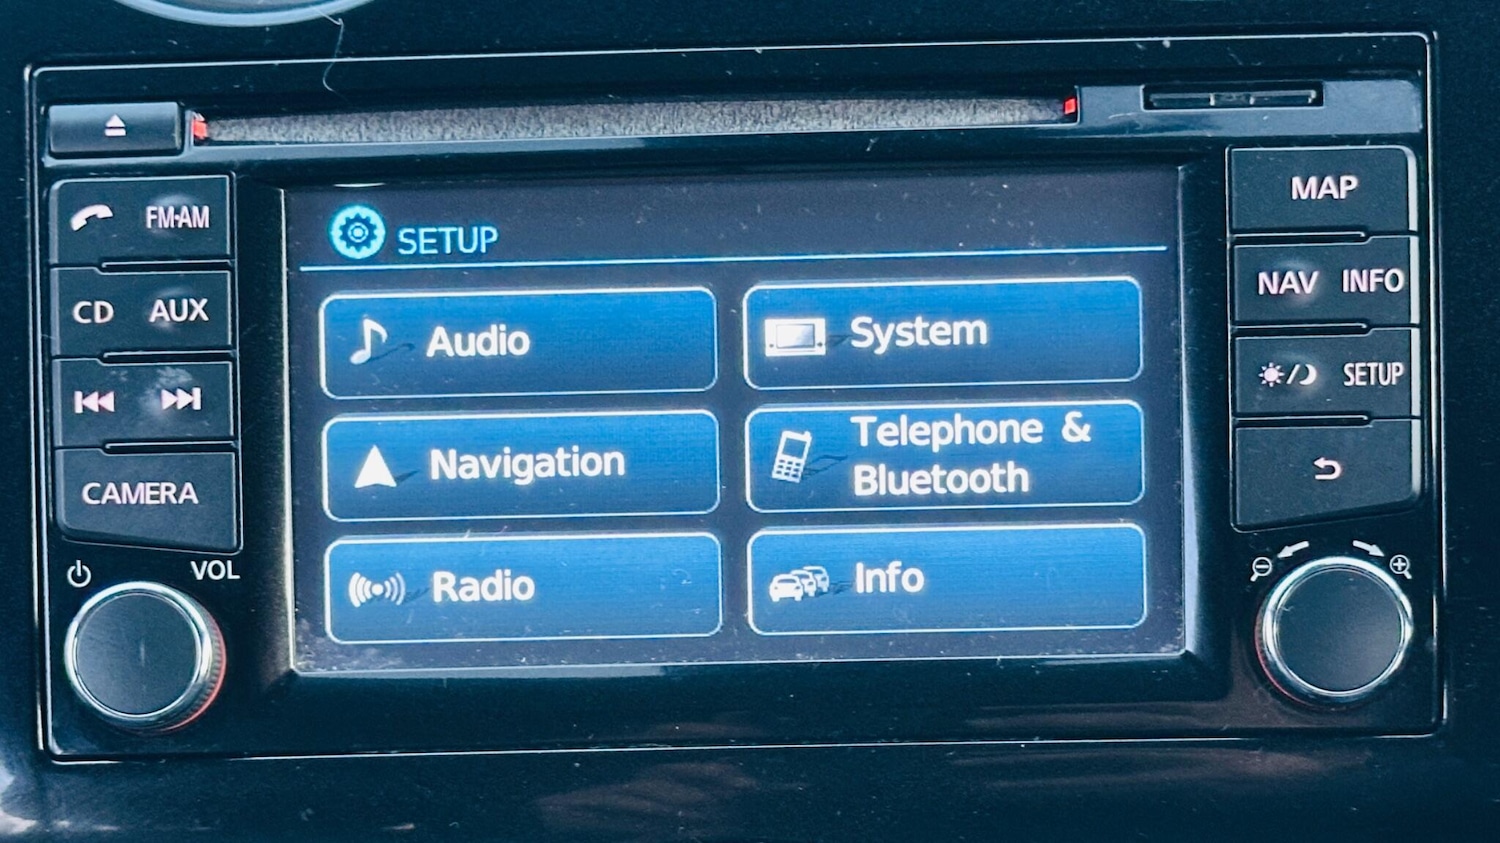 FM·AM
CD AUX
CAMERA
VOL
SETUP
Audio
System
Navigation
Telephone &
Bluetooth
Radio
Info
MAP
NAV INFO
SETUP